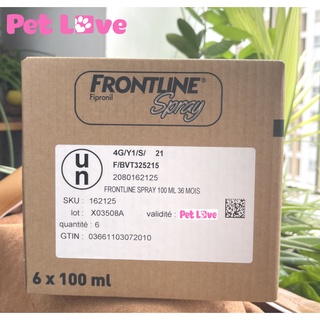 Pet Love
FRONTLINE®
Fipronil
Spray
un
4G/Y1/S/ 21
F/BVT325215
2080162125
FRONTLINE SPRAY 100 ML 36 MOIS
SKU : 162125
lot : X03508A validité : Pet Love
quantité : 6
GTIN : 03661103072010
6 x 100 ml